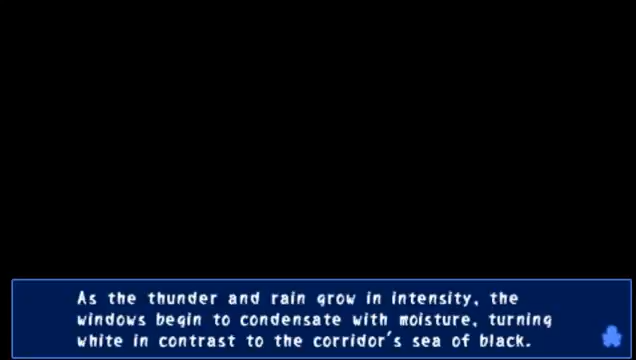 As the thunder and rain grow in intensity, the
windows begin to condensate with moisture, turning
white in contrast to the corridor's sea of black.